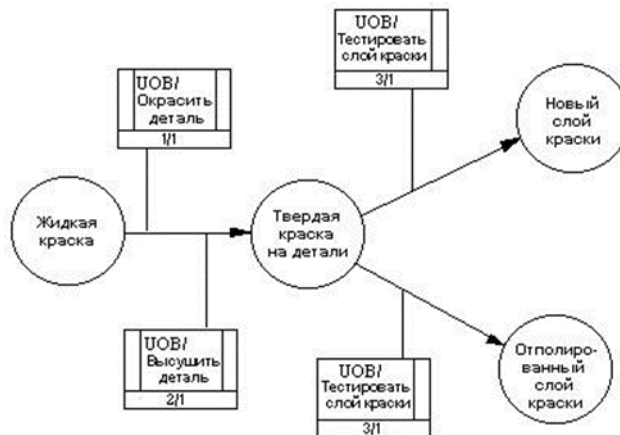 UOB/
Тестировать
слой краски
3/1
UOB/
Окрасить
деталь
1/1
Новый
слой
краски
Жидкая
краска
Твердая
краска
на детали
UOB/
Высушить
деталь
2/1
UOB/
Тестировать
слой краски
3/1
Отполиро-
ванный
слой
краски